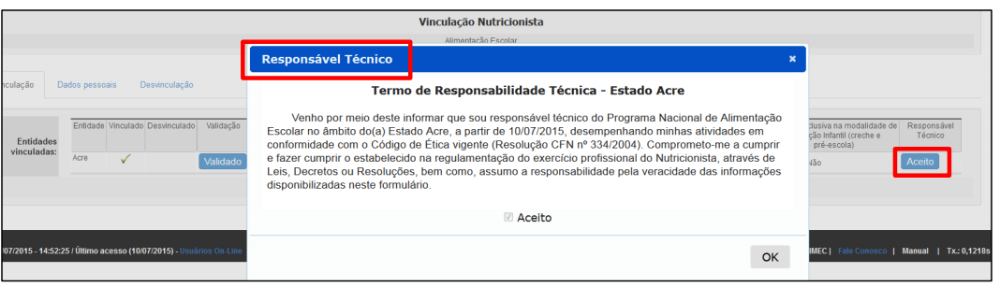 Vinculação Nutricionista
Alimentação Escolar
Responsável Técnico
×
Termo de Responsabilidade Técnica - Estado Acre
Venho por meio deste informar que sou responsável técnico do Programa Nacional de Alimentação
Escolar no âmbito do(a) Estado Acre, a partir de 10/07/2015, desempenhando minhas atividades em
conformidade com o Código de Ética vigente (Resolução CFN nº 334/2004). Comprometo-me a cumprir
e fazer cumprir o estabelecido na regulamentação do exercício profissional do Nutricionista, através de
Leis, Decretos ou Resoluções, bem como, assumo a responsabilidade pela veracidade das informações
disponibilizadas neste formulário.
Aceito
OK
nculação Dados pessoais Desvinculação
Entidades
vinculadas:
Entidade Vinculado Desvinculado Validação
Acre Validado
clusiva na modalidade de
ção Infantil (creche e
pré-escola)
Responsável
Técnico
Não Aceito
/07/2015 - 14:52:25 / Último acesso (10/07/2015) - Usuários On-Line
IMEC | Fale Conosco | Manual | Tx.: 0,1218s